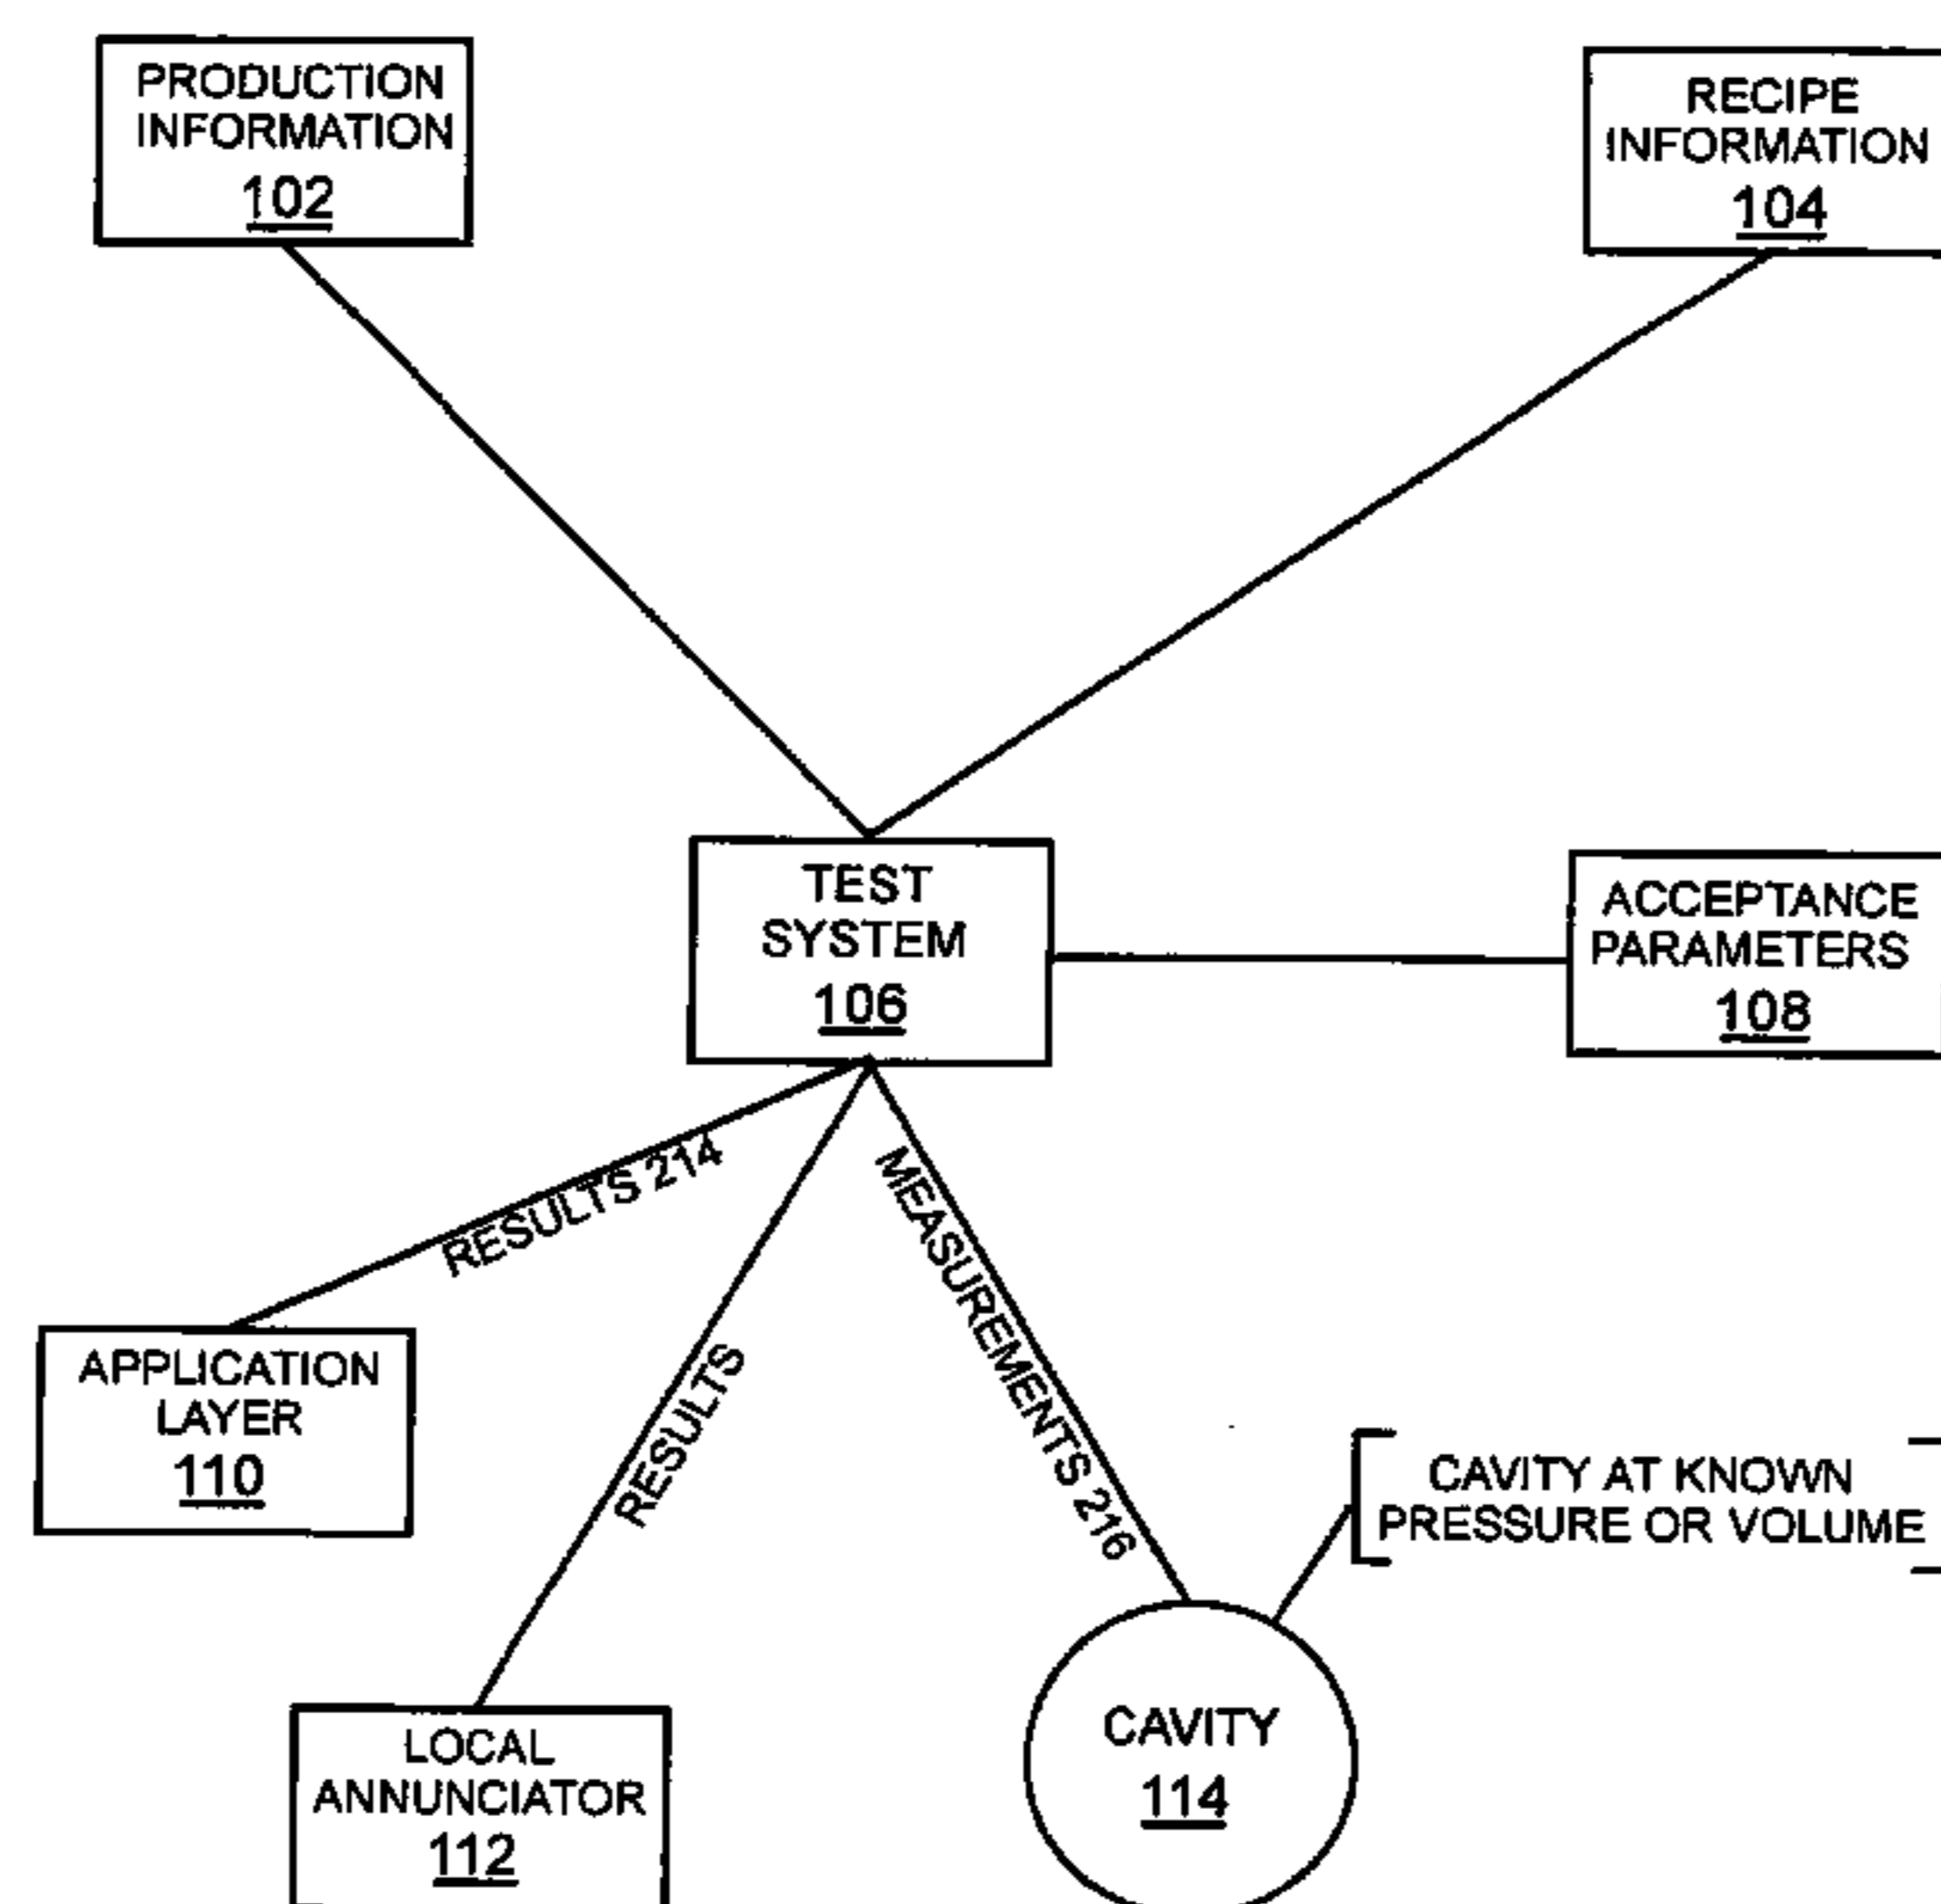 PRODUCTION
INFORMATION
102
RECIPE
INFORMATION
104
TEST
SYSTEM
106
ACCEPTANCE
PARAMETERS
108
RESULTS 214
RESULTS
MEASUREMENTS 216
APPLICATION
LAYER
110
CAVITY AT KNOWN
PRESSURE OR VOLUME
LOCAL
ANNUNCIATOR
112
CAVITY
114